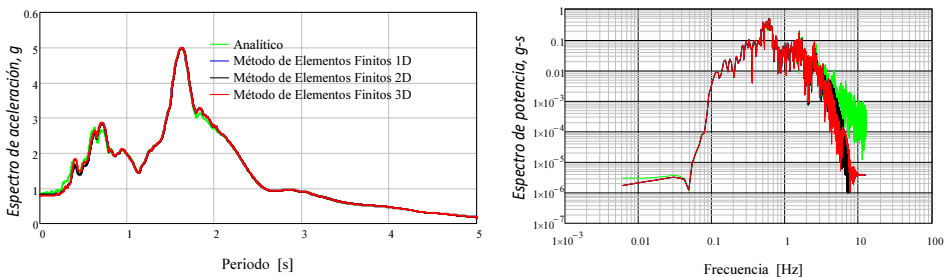 Espectro de aceleración, g
6
5
4
3
2
1
0
0 1 2 3 4 5
Analítico
Método de Elementos Finitos 1D
Método de Elementos Finitos 2D
Método de Elementos Finitos 3D
Periodo [s]
Espectro de potencia, g-s
1
0.1
0.01
1×10⁻³
1×10⁻⁴
1×10⁻⁵
1×10⁻⁶
1×10⁻⁷
1×10⁻³ 0.01 0.1 1 10 100
Frecuencia [Hz]